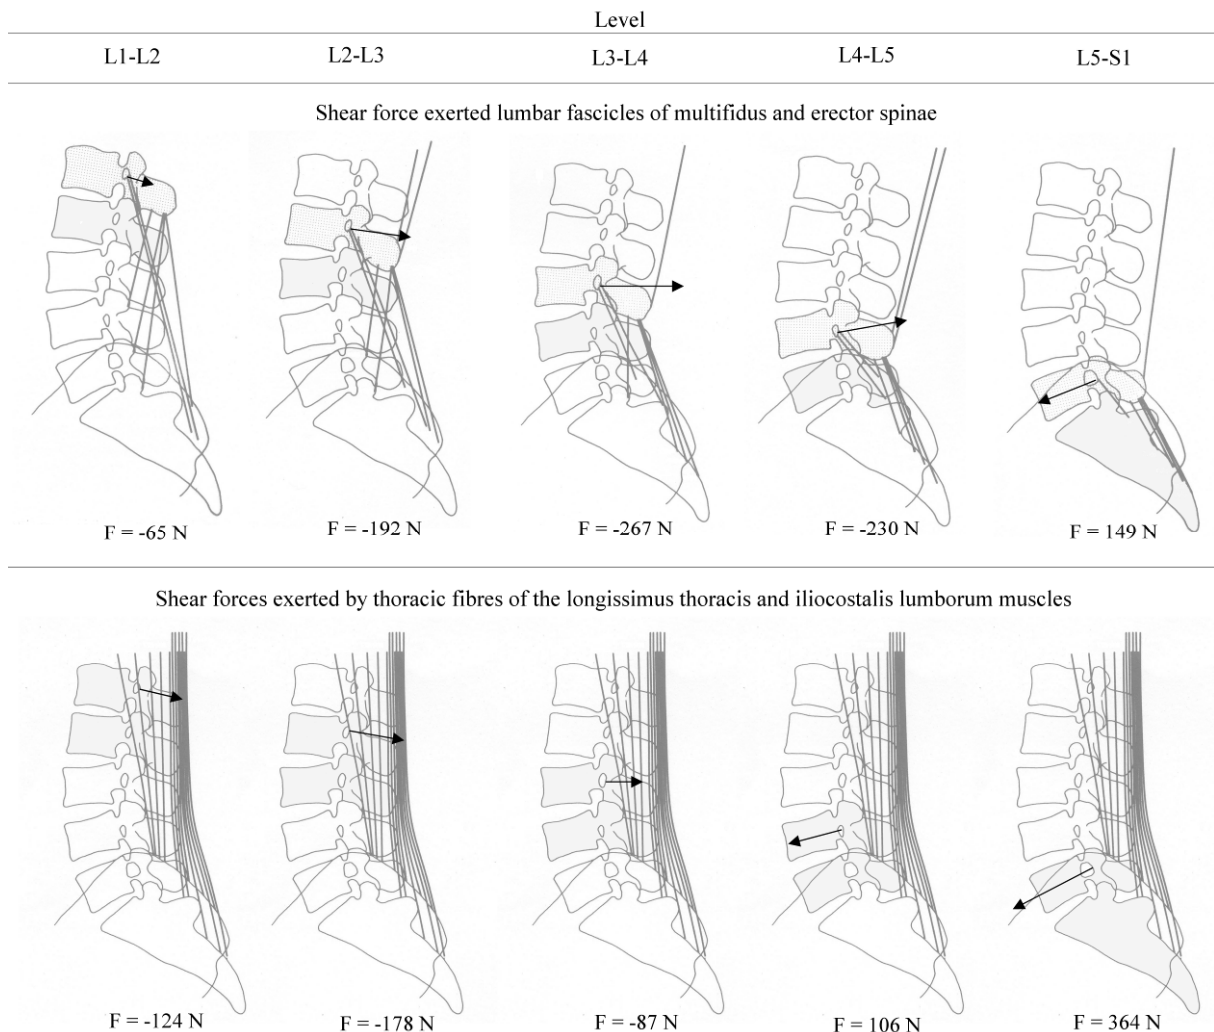 Level
L1-L2 L2-L3 L3-L4 L4-L5 L5-S1
Shear force exerted lumbar fascicles of multifidus and erector spinae
F = -65 N F = -192 N F = -267 N F = -230 N F = 149 N
Shear forces exerted by thoracic fibres of the longissimus thoracis and iliocostalis lumborum muscles
F = -124 N F = -178 N F = -87 N F = 106 N F = 364 N